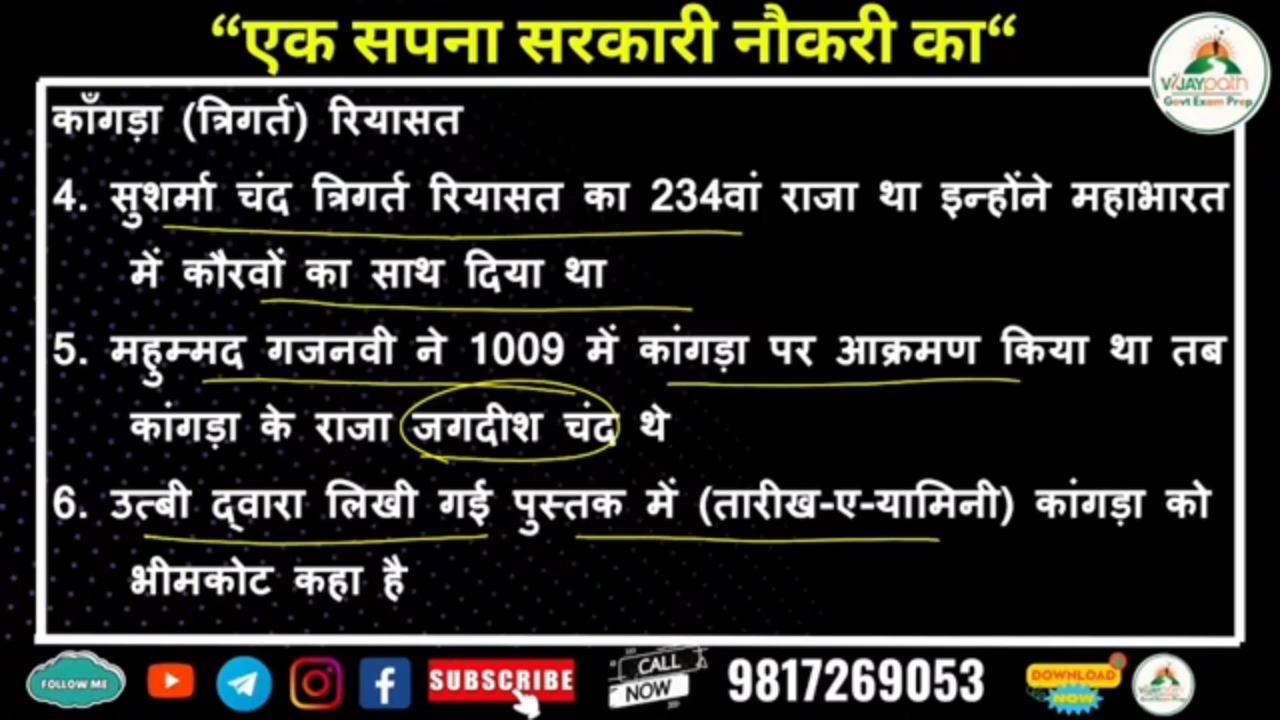 “एक सपना सरकारी नौकरी का“
VIJAYpath
Govt Exam Prep
काँगड़ा (त्रिगर्त) रियासत
4. सुशर्मा चंद त्रिगर्त रियासत का 234वां राजा था इन्होंने महाभारत
में कौरवों का साथ दिया था
5. महुम्मद गजनवी ने 1009 में कांगड़ा पर आक्रमण किया था तब
कांगड़ा के राजा जगदीश चंद थे
6. उत्बी द्वारा लिखी गई पुस्तक में (तारीख-ए-यामिनी) कांगड़ा को
भीमकोट कहा है
FOLLOW ME
SUBSCRIBE
CALL
NOW
9817269053
DOWNLOAD
NOW
VIJAYpath